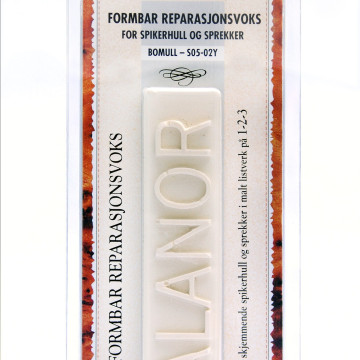 FORMBAR REPARASJONSVOKS
FOR SPIKERHULL OG SPREKKER
BOMULL – S05-02Y
FORMBAR REPARASJONSVOKS
ALANOR
skjemmende spikerhull og sprekker i malt listverk på 1-2-3